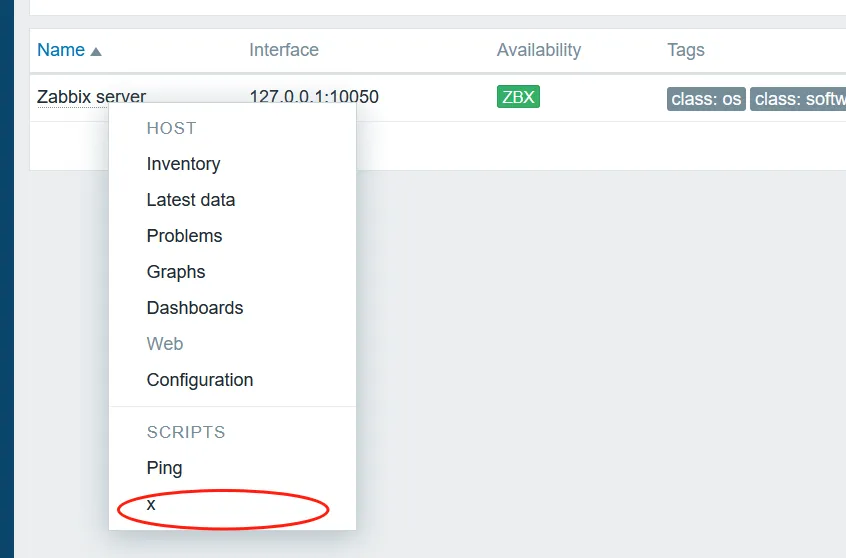 Name ▲ Interface Availability Tags
Zabbix server 127.0.0.1:10050 ZBX class: os class: softw
HOST
Inventory
Latest data
Problems
Graphs
Dashboards
Web
Configuration
SCRIPTS
Ping
x